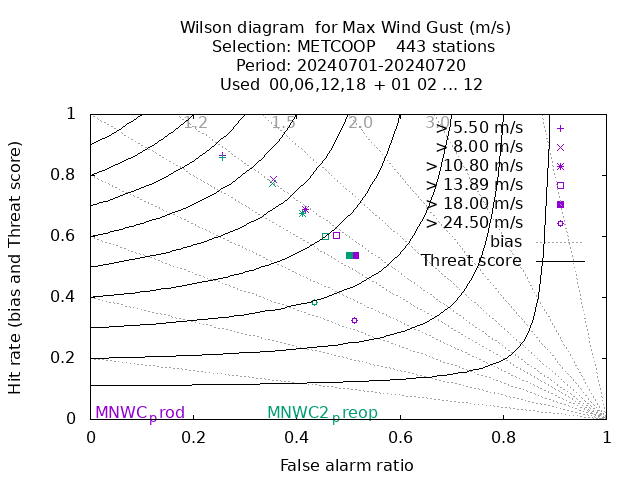 Wilson diagram  for Max Wind Gust (m/s)
Selection: METCOOP    443 stations
Period: 20240701-20240720
Used  00,06,12,18  + 01 02 ... 12
Hit rate (bias and Threat score)
1
0.8
0.6
0.4
0.2
0
1.2
1.5
2.0
3.0
> 5.50 m/s
> 8.00 m/s
> 10.80 m/s
> 13.89 m/s
> 18.00 m/s
> 24.50 m/s
bias
Threat score
MNWC_prod
MNWC2_preop
0
0.2
0.4
0.6
0.8
1
False alarm ratio